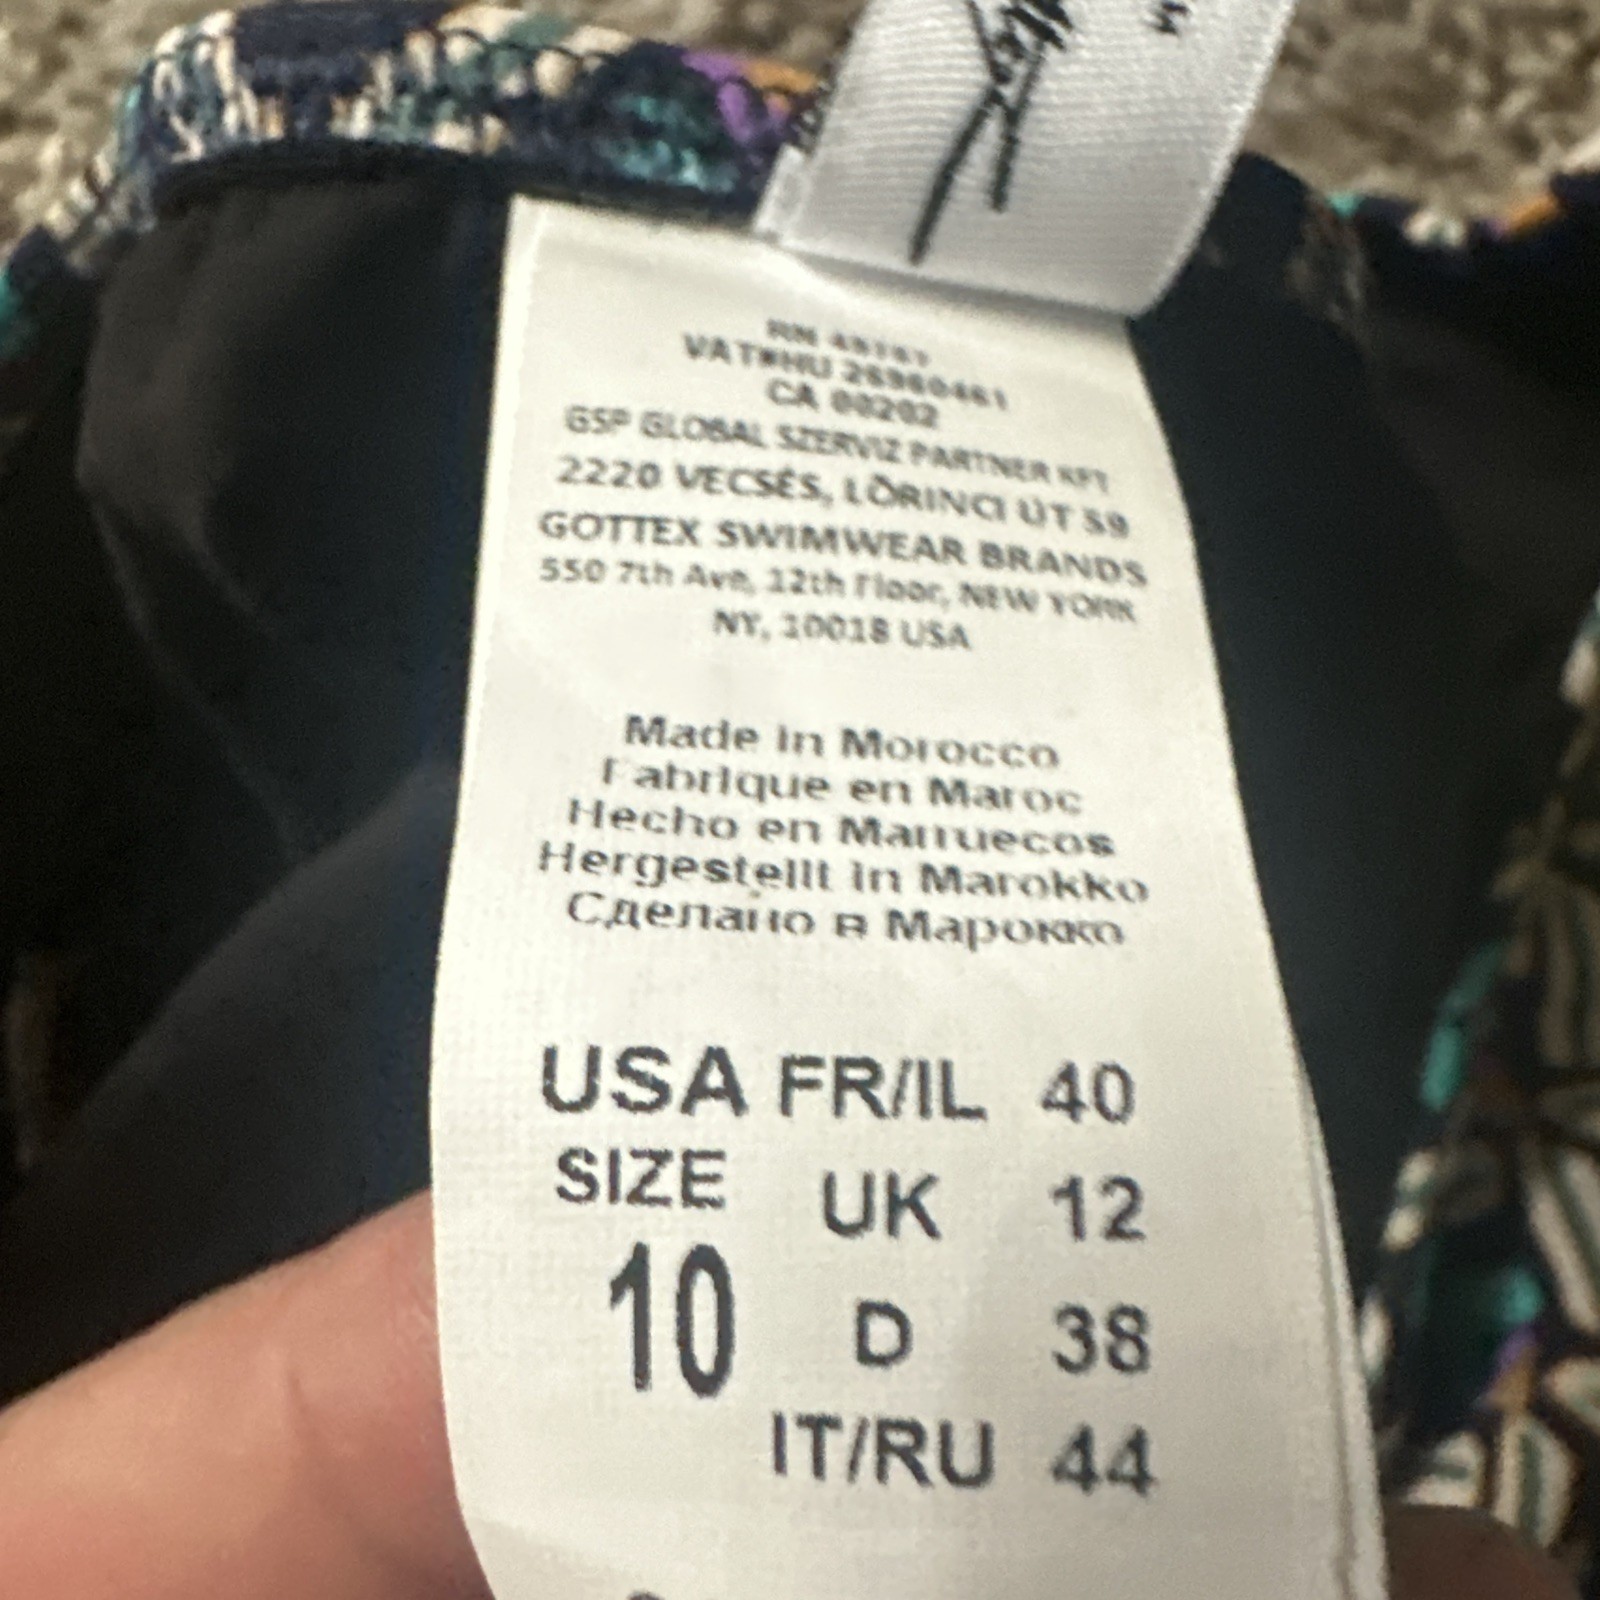 RN
VAT#HU 26960461
CA 00202
GSP GLOBAL SZERVIZ PARTNER KFT
2220 VECSÉS, LŐRINCI ÚT 59
GOTTEX SWIMWEAR BRANDS
550 7th Ave, 12th Floor, NEW YORK
NY, 10018 USA
Made in Morocco
Fabrique en Maroc
Hecho en Marruecos
Hergestellt in Marokko
Сделано в Марокко
USA FR/IL 40
SIZE UK 12
10 D 38
IT/RU 44